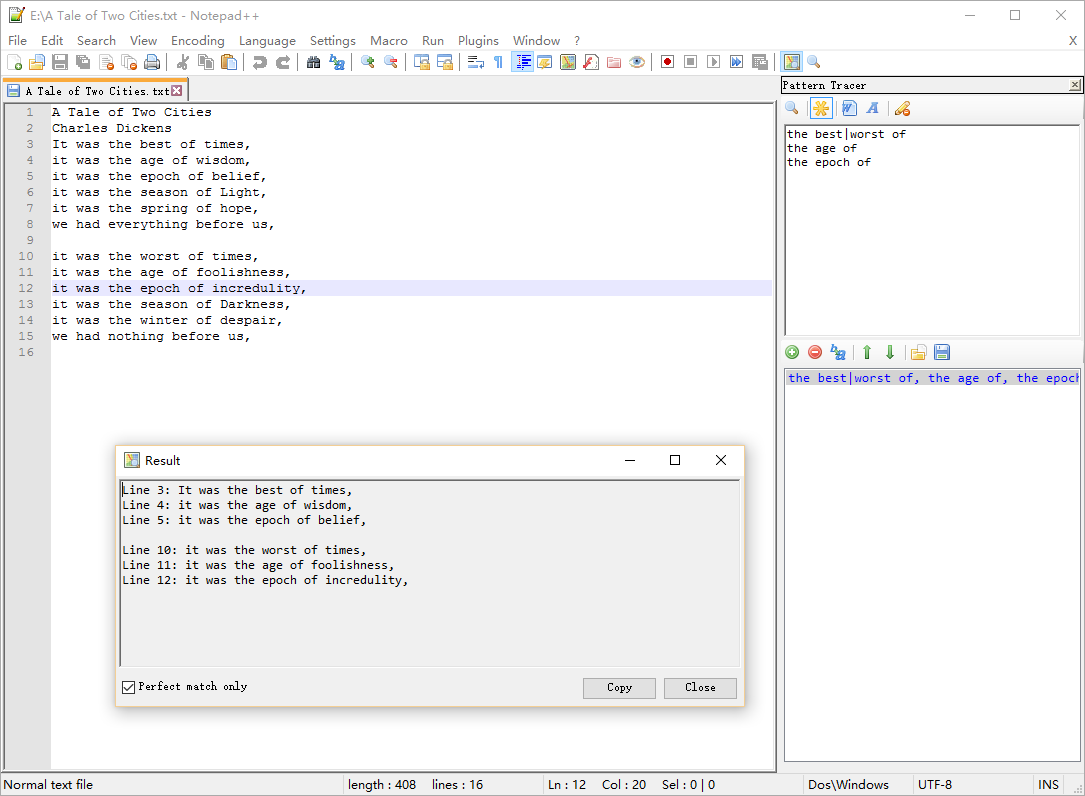 E:\A Tale of Two Cities.txt - Notepad++
File Edit Search View Encoding Language Settings Macro Run Plugins Window ? X
A Tale of Two Cities.txt
1 A Tale of Two Cities
2 Charles Dickens
3 It was the best of times,
4 it was the age of wisdom,
5 it was the epoch of belief,
6 it was the season of Light,
7 it was the spring of hope,
8 we had everything before us,
9
10 it was the worst of times,
11 it was the age of foolishness,
12 it was the epoch of incredulity,
13 it was the season of Darkness,
14 it was the winter of despair,
15 we had nothing before us,
16
Pattern Tracer
the best|worst of
the age of
the epoch of
the best|worst of, the age of, the epoch
Result
Line 3: It was the best of times,
Line 4: it was the age of wisdom,
Line 5: it was the epoch of belief,
Line 10: it was the worst of times,
Line 11: it was the age of foolishness,
Line 12: it was the epoch of incredulity,
Perfect match only
Copy Close
Normal text file length : 408 lines : 16 Ln : 12 Col : 20 Sel : 0 | 0 Dos\Windows UTF-8 INS